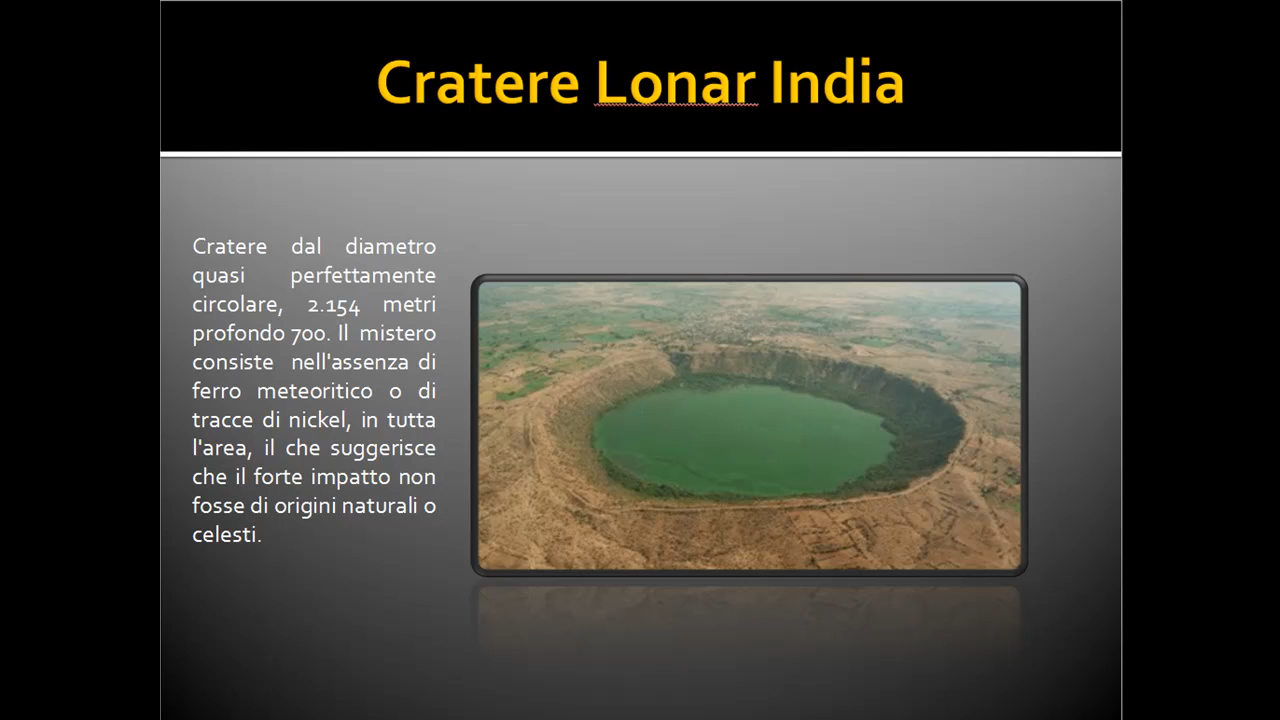 Cratere Lonar India
Cratere dal diametro
quasi perfettamente
circolare, 2.154 metri
profondo 700. Il mistero
consiste nell'assenza di
ferro meteoritico o di
tracce di nickel, in tutta
l'area, il che suggerisce
che il forte impatto non
fosse di origini naturali o
celesti.